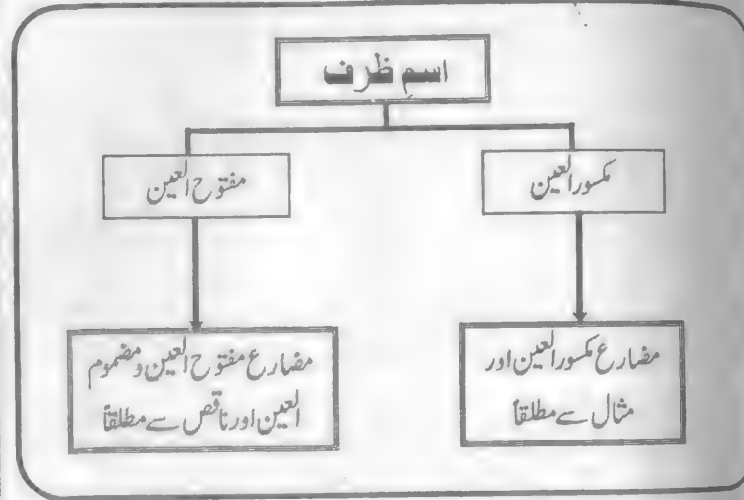 اسم ظرف
مکسور العین
مفتوح العین
مضارع مکسور العین اور
مثال سے مطلقاً
مضارع مفتوح العین و مضموم
العین اور ناقص سے مطلقاً